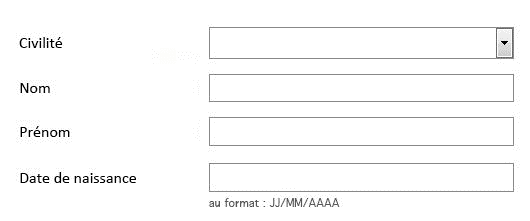 Civilité
Nom
Prénom
Date de naissance
au format : JJ/MM/AAAA